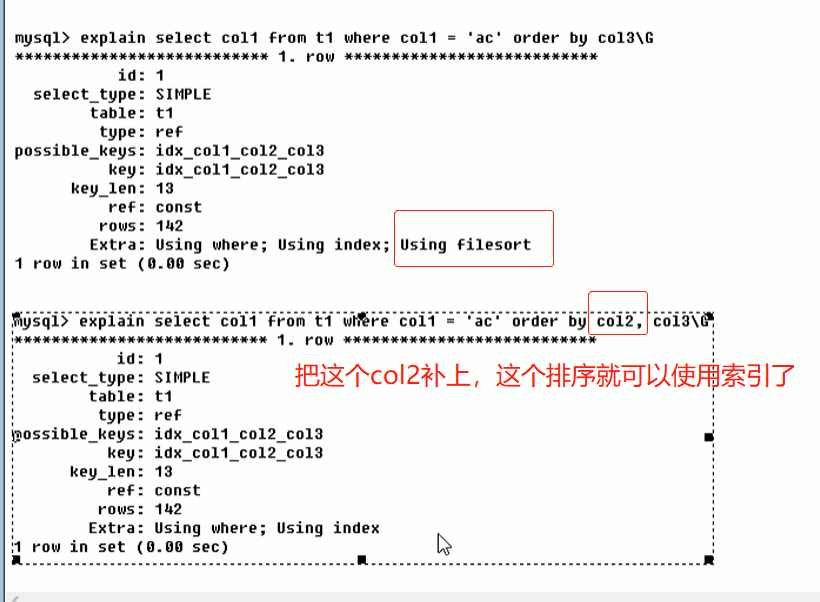 mysql> explain select col1 from t1 where col1 = 'ac' order by col3\G
*************************** 1. row ***************************
id: 1
select_type: SIMPLE
table: t1
type: ref
possible_keys: idx_col1_col2_col3
key: idx_col1_col2_col3
key_len: 13
ref: const
rows: 142
Extra: Using where; Using index; Using filesort
1 row in set (0.00 sec)
mysql> explain select col1 from t1 where col1 = 'ac' order by col2, col3\G
*************************** 1. row ***************************
id: 1
select_type: SIMPLE
把这个col2补上，这个排序就可以使用索引了
table: t1
type: ref
possible_keys: idx_col1_col2_col3
key: idx_col1_col2_col3
key_len: 13
ref: const
rows: 142
Extra: Using where; Using index
1 row in set (0.00 sec)